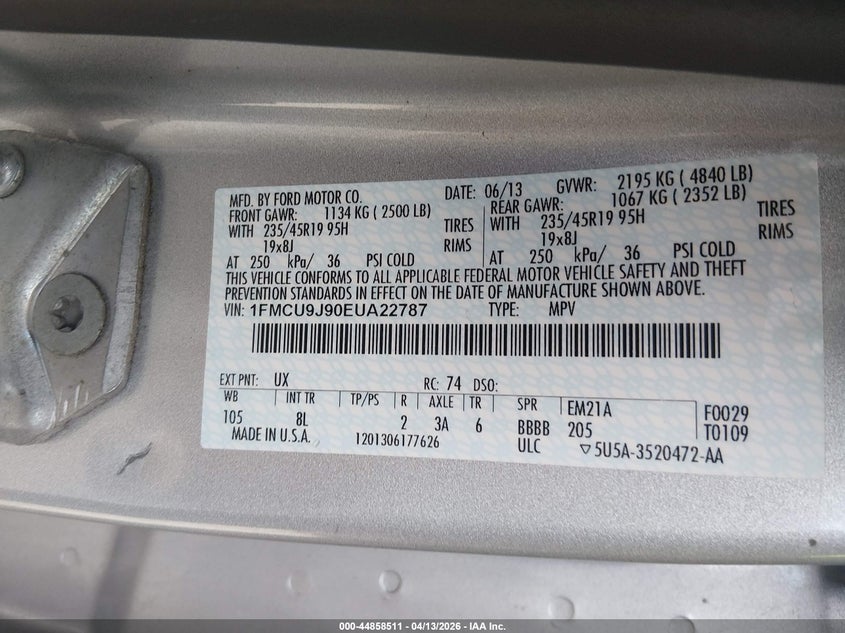 MFD. BY FORD MOTOR CO. DATE: 06/13 GVWR: 2195 KG ( 4840 LB)
FRONT GAWR: 1134 KG ( 2500 LB) REAR GAWR: 1067 KG ( 2352 LB)
WITH 235/45R19 95H TIRES WITH 235/45R19 95H TIRES
19x8J RIMS 19x8J RIMS
AT 250 kPa/ 36 PSI COLD AT 250 kPa/ 36 PSI COLD
THIS VEHICLE CONFORMS TO ALL APPLICABLE FEDERAL MOTOR VEHICLE SAFETY AND THEFT
PREVENTION STANDARDS IN EFFECT ON THE DATE OF MANUFACTURE SHOWN ABOVE.
VIN: 1FMCU9J90EUA22787 TYPE: MPV
EXT PNT: UX RC: 74 DSO:
WB INT TR TP/PS R AXLE TR SPR EM21A F0029
105 8L 2 3A 6 BBBB 205 T0109
MADE IN U.S.A. 1201306177626 ULC ▽5U5A-3520472-AA
000-44858511 - 04/13/2026 - IAA Inc.